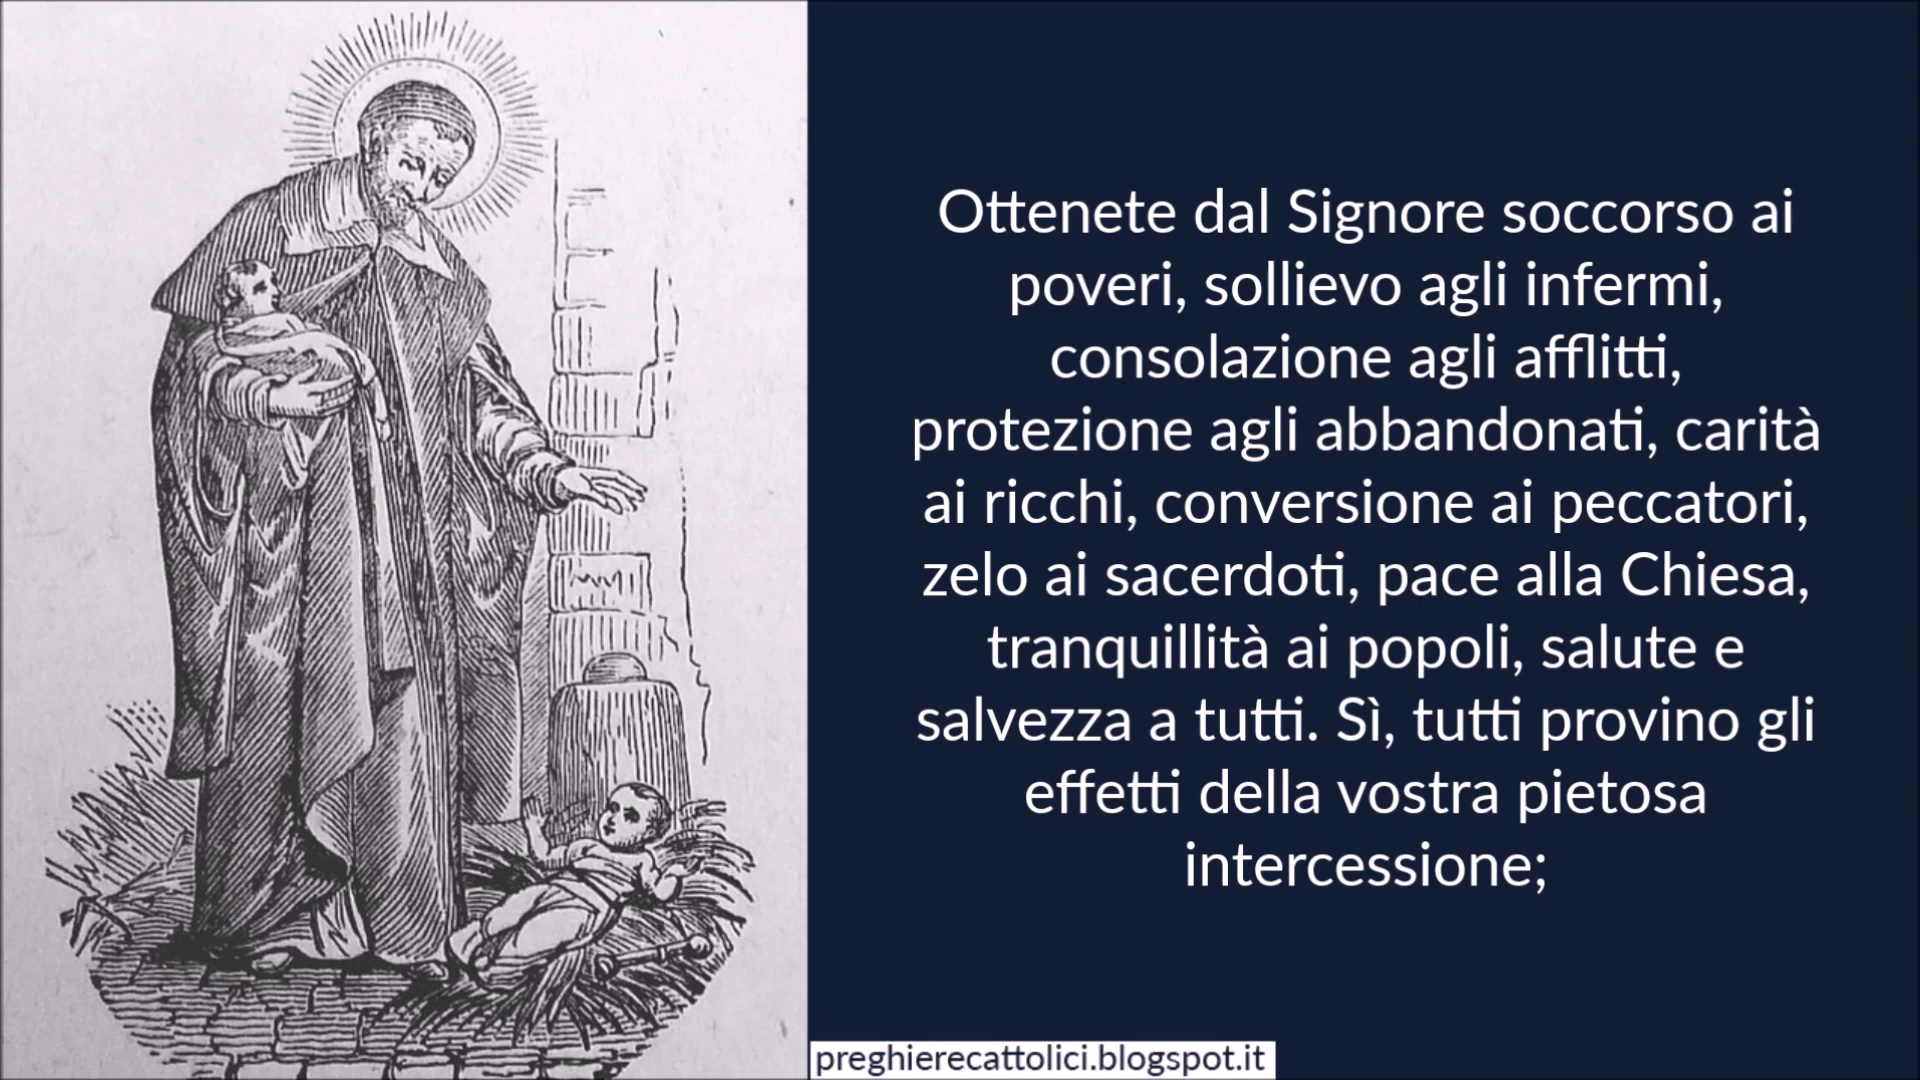 Ottenete dal Signore soccorso ai
poveri, sollievo agli infermi,
consolazione agli afflitti,
protezione agli abbandonati, carità
ai ricchi, conversione ai peccatori,
zelo ai sacerdoti, pace alla Chiesa,
tranquillità ai popoli, salute e
salvezza a tutti. Sì, tutti provino gli
effetti della vostra pietosa
intercessione;
preghierecattolici.blogspot.it